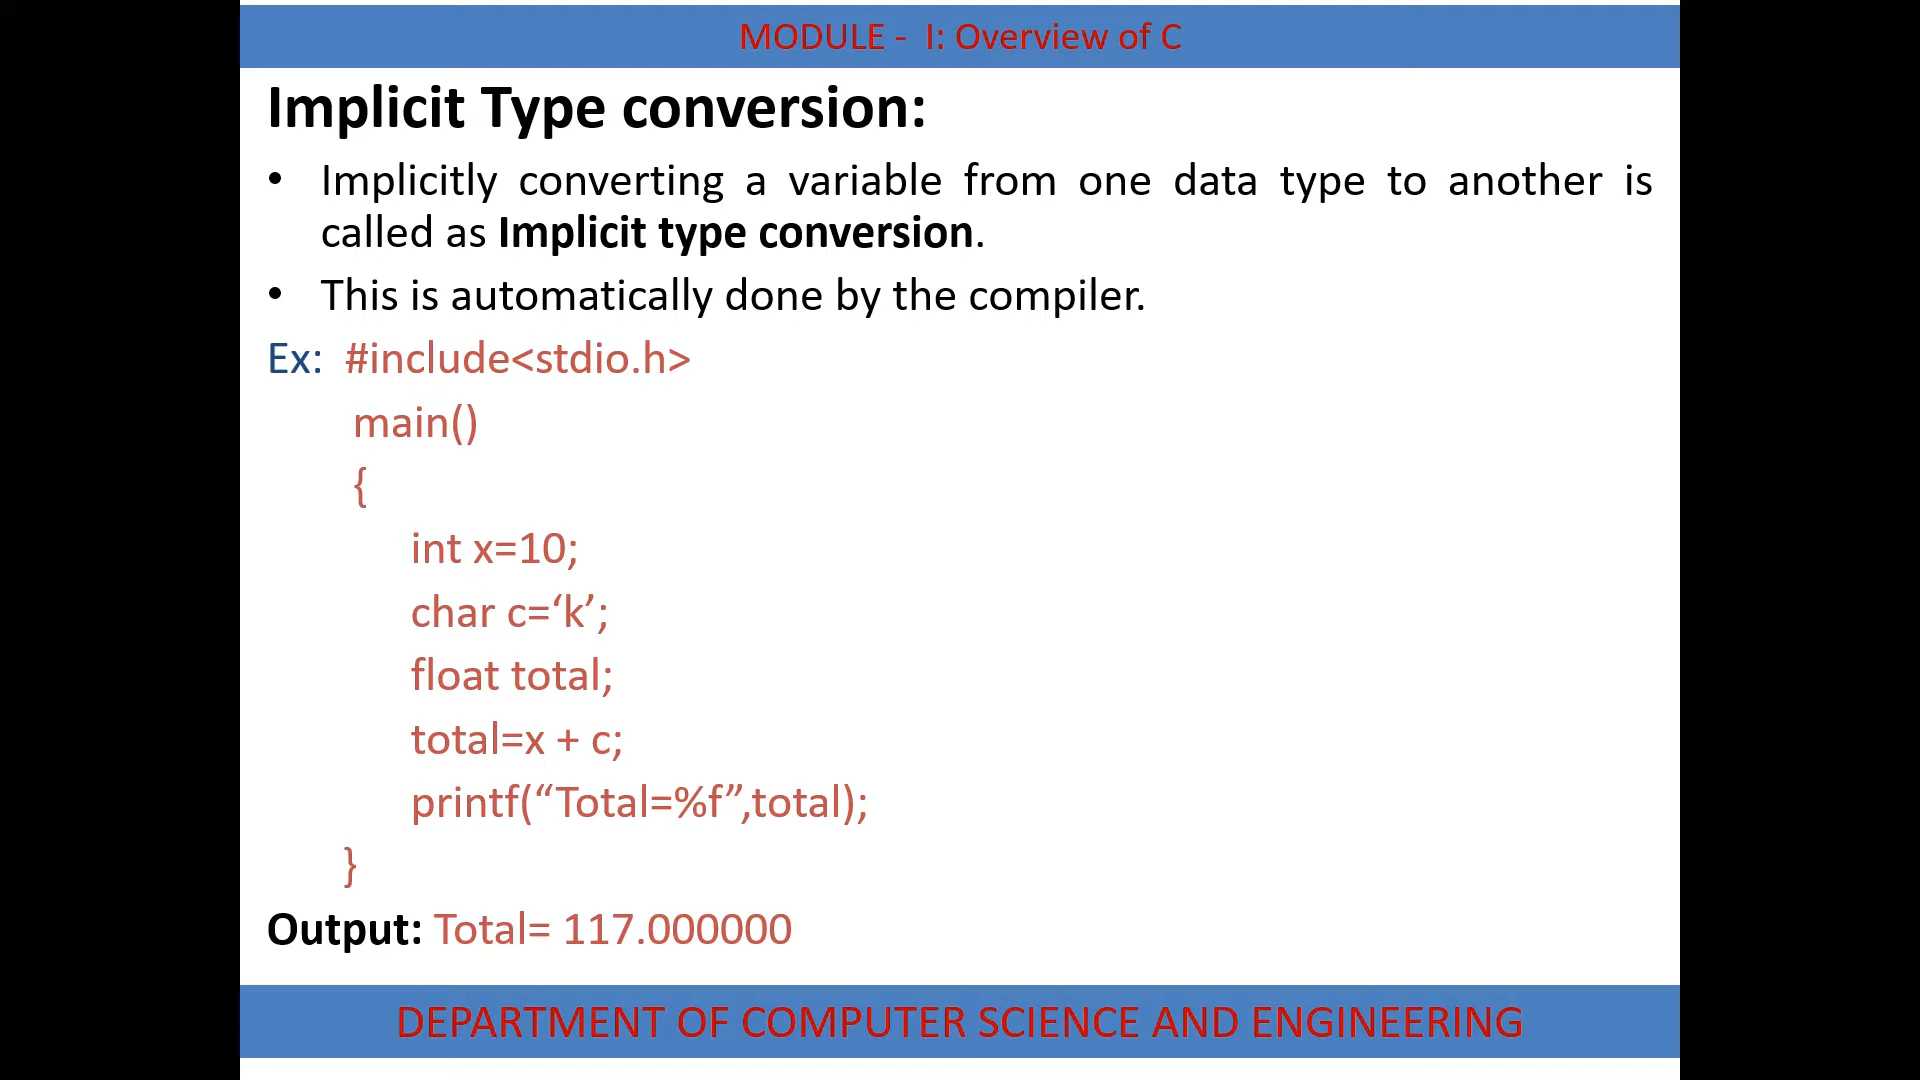 MODULE -  I: Overview of C
Implicit Type conversion:
• Implicitly converting a variable from one data type to another is
called as Implicit type conversion.
• This is automatically done by the compiler.
Ex: #include<stdio.h>
main()
{
int x=10;
char c=‘k’;
float total;
total=x + c;
printf(“Total=%f”,total);
}
Output: Total= 117.000000
DEPARTMENT OF COMPUTER SCIENCE AND ENGINEERING